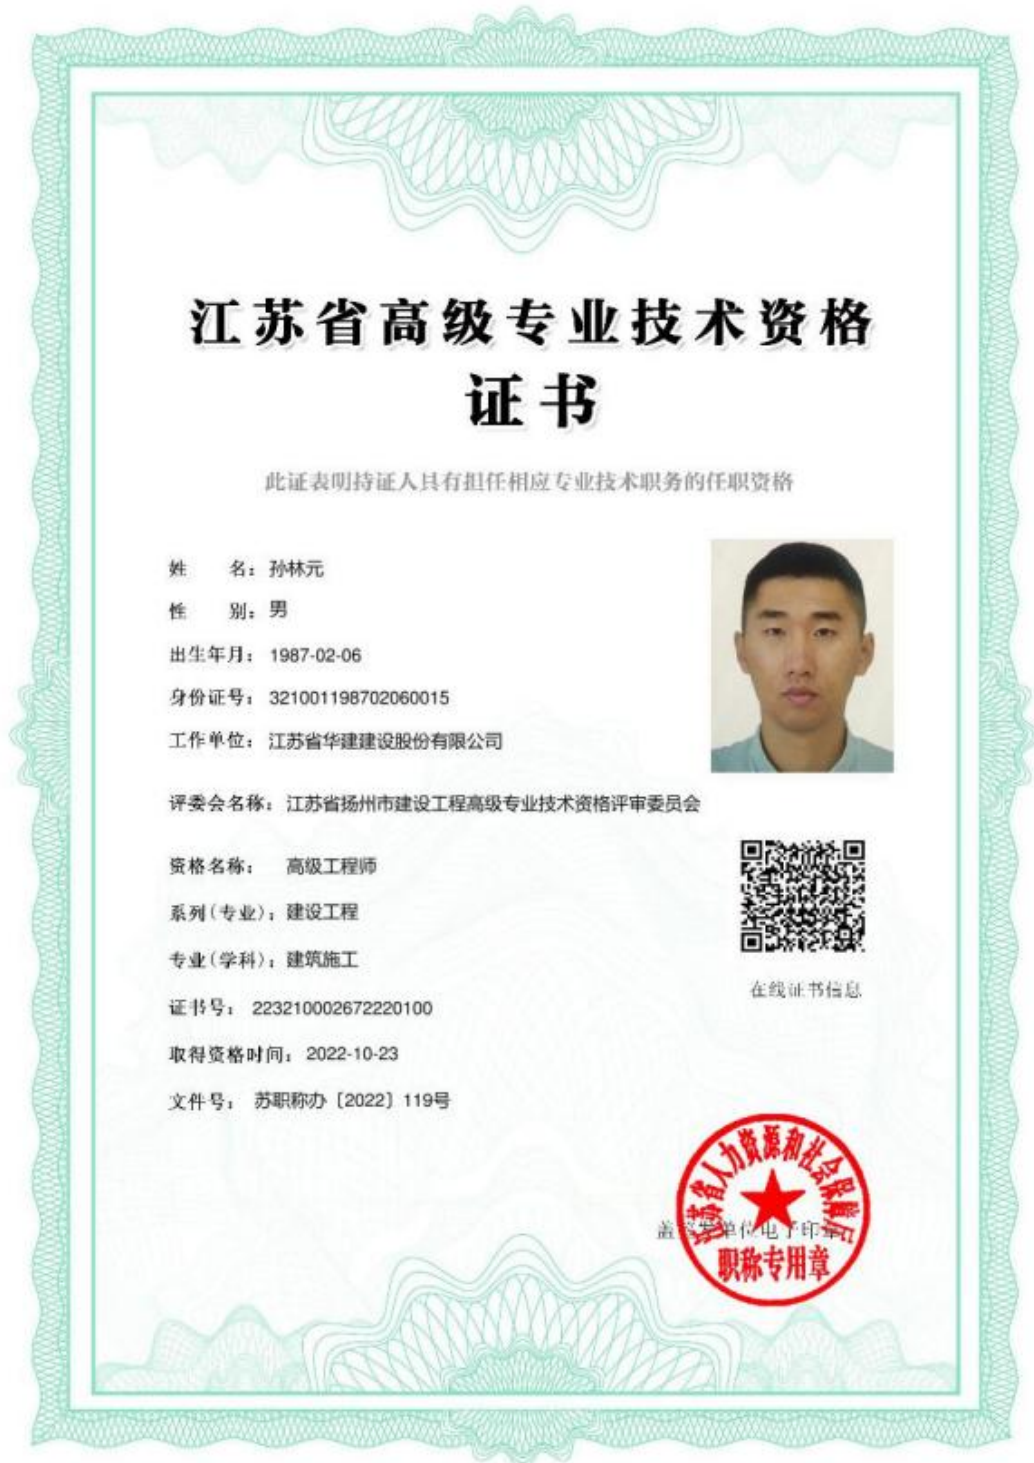 江苏省高级专业技术资格
证书
此证表明持证人具有担任相应专业技术职务的任职资格
姓 名：孙林元
性 别：男
出生年月：1987-02-06
身份证号：321001198702060015
工作单位：江苏省华建建设股份有限公司
评委会名称：江苏省扬州市建设工程高级专业技术资格评审委员会
资格名称： 高级工程师
系列(专业)：建设工程
专业(学科)：建筑施工
证书号：223210002672220100
取得资格时间：2022-10-23
文件号：苏职称办〔2022〕119号
在线证书信息
江苏省人力资源和社会保障厅
盖签发单位电子印章
职称专用章